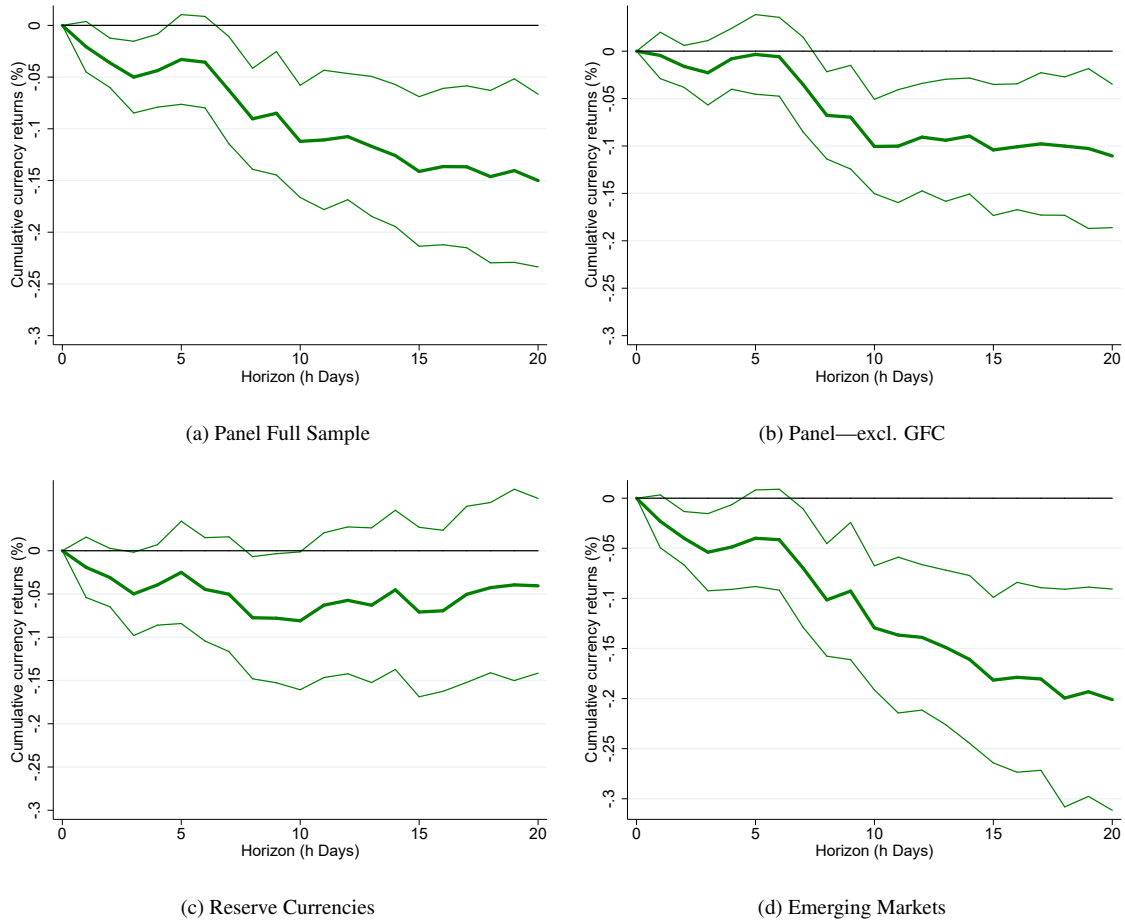 Cumulative currency returns (%)
0
-.05
-.1
-.15
-.2
-.25
-.3
0 5 10 15 20
Horizon (h Days)
(a) Panel Full Sample
Cumulative currency returns (%)
0
-.05
-.1
-.15
-.2
-.25
-.3
0 5 10 15 20
Horizon (h Days)
(b) Panel—excl. GFC
Cumulative currency returns (%)
0
-.05
-.1
-.15
-.2
-.25
-.3
0 5 10 15 20
Horizon (h Days)
(c) Reserve Currencies
Cumulative currency returns (%)
0
-.05
-.1
-.15
-.2
-.25
-.3
0 5 10 15 20
Horizon (h Days)
(d) Emerging Markets